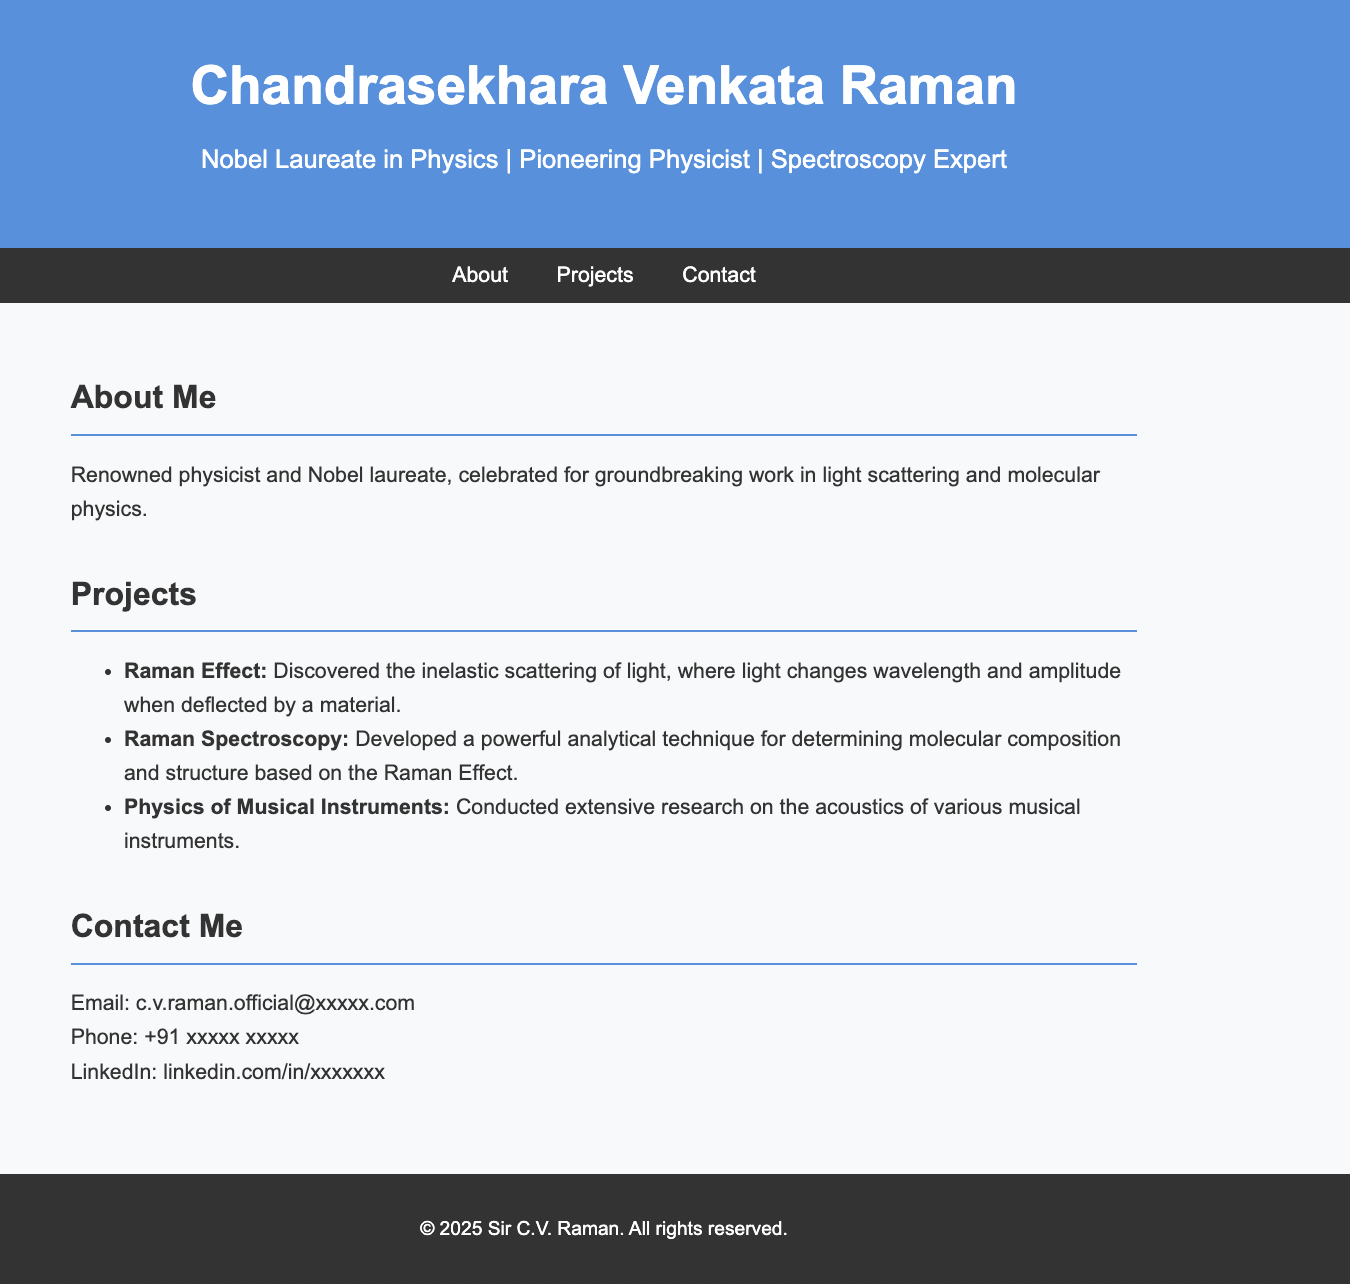 Chandrasekhara Venkata Raman
Nobel Laureate in Physics | Pioneering Physicist | Spectroscopy Expert
About Projects Contact
About Me
Renowned physicist and Nobel laureate, celebrated for groundbreaking work in light scattering and molecular
physics.
Projects
• Raman Effect: Discovered the inelastic scattering of light, where light changes wavelength and amplitude
when deflected by a material.
• Raman Spectroscopy: Developed a powerful analytical technique for determining molecular composition
and structure based on the Raman Effect.
• Physics of Musical Instruments: Conducted extensive research on the acoustics of various musical
instruments.
Contact Me
Email: c.v.raman.official@xxxxx.com
Phone: +91 xxxxx xxxxx
LinkedIn: linkedin.com/in/xxxxxxx
© 2025 Sir C.V. Raman. All rights reserved.